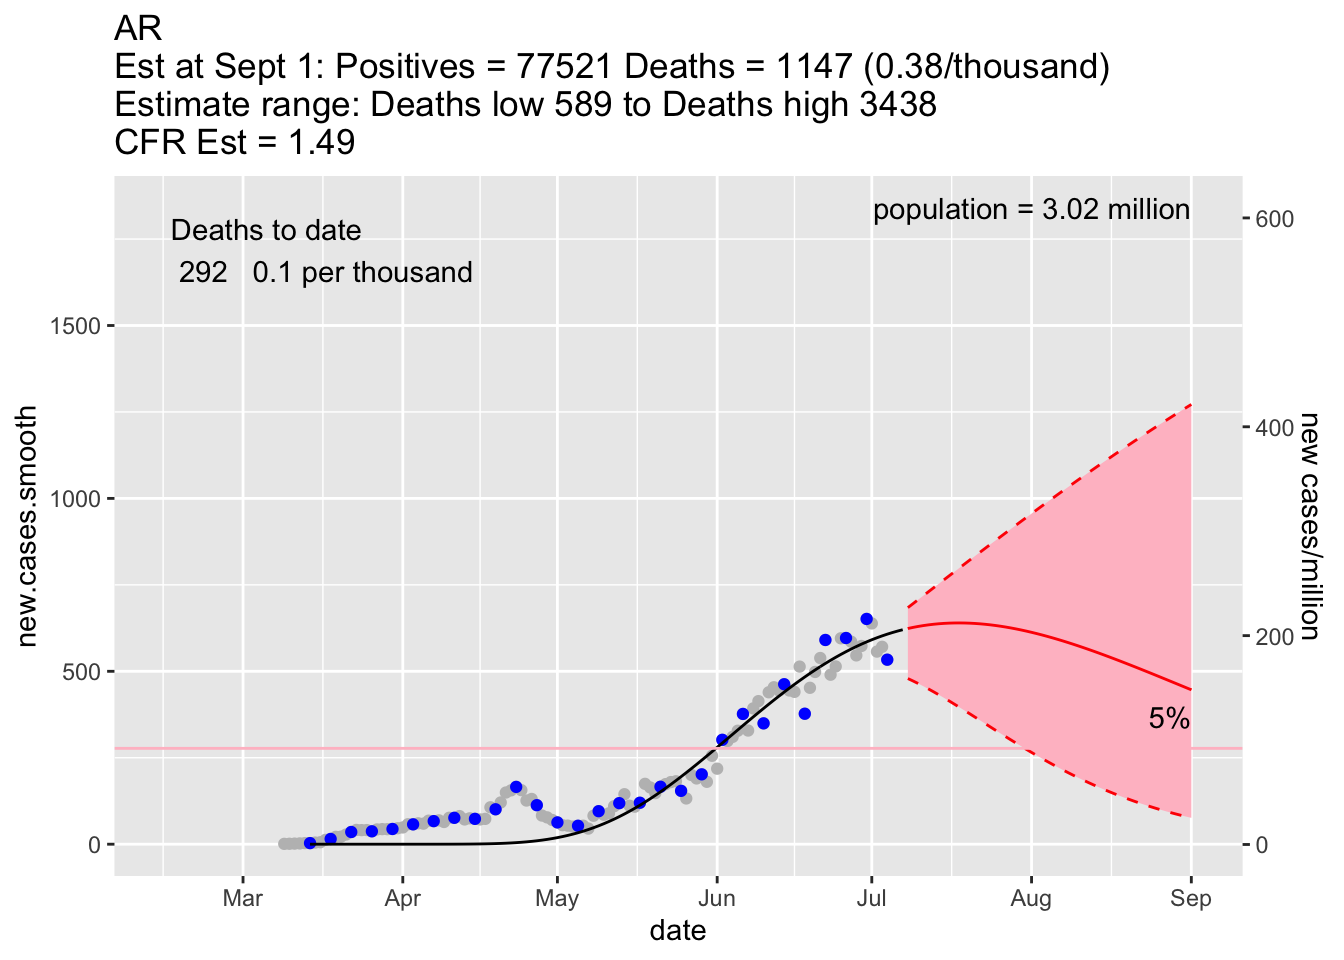 AR
Est at Sept 1: Positives = 77521 Deaths = 1147 (0.38/thousand)
Estimate range: Deaths low 589 to Deaths high 3438
CFR Est = 1.49
population = 3.02 million
Deaths to date
292 0.1 per thousand
1500
1000
500
0
new.cases.smooth
600
400
200
0
new cases/million
5%
Mar Apr May Jun Jul Aug Sep
date